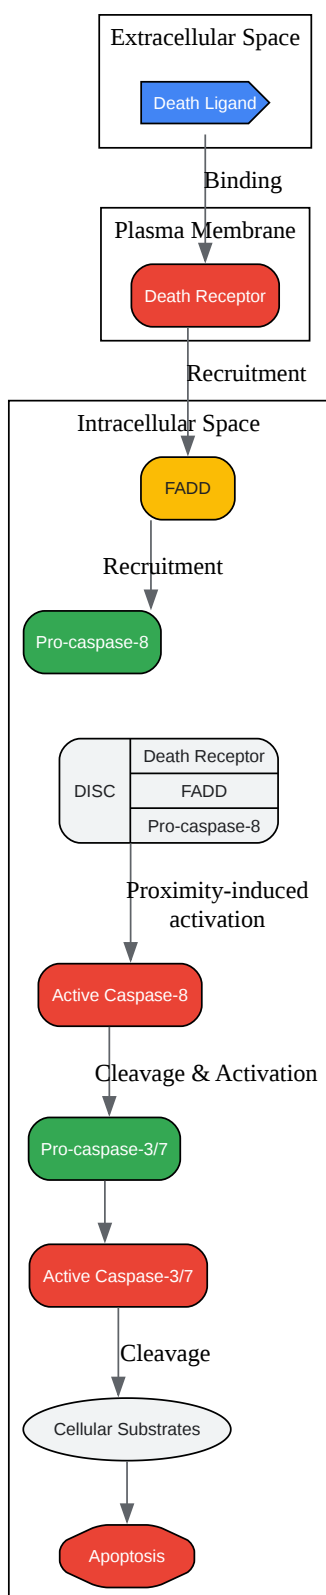 Extracellular Space
Death Ligand
Binding
Plasma Membrane
Death Receptor
Recruitment
Intracellular Space
FADD
Recruitment
Pro-caspase-8
DISC
Death Receptor
FADD
Pro-caspase-8
Proximity-induced
activation
Active Caspase-8
Cleavage & Activation
Pro-caspase-3/7
Active Caspase-3/7
Cleavage
Cellular Substrates
Apoptosis